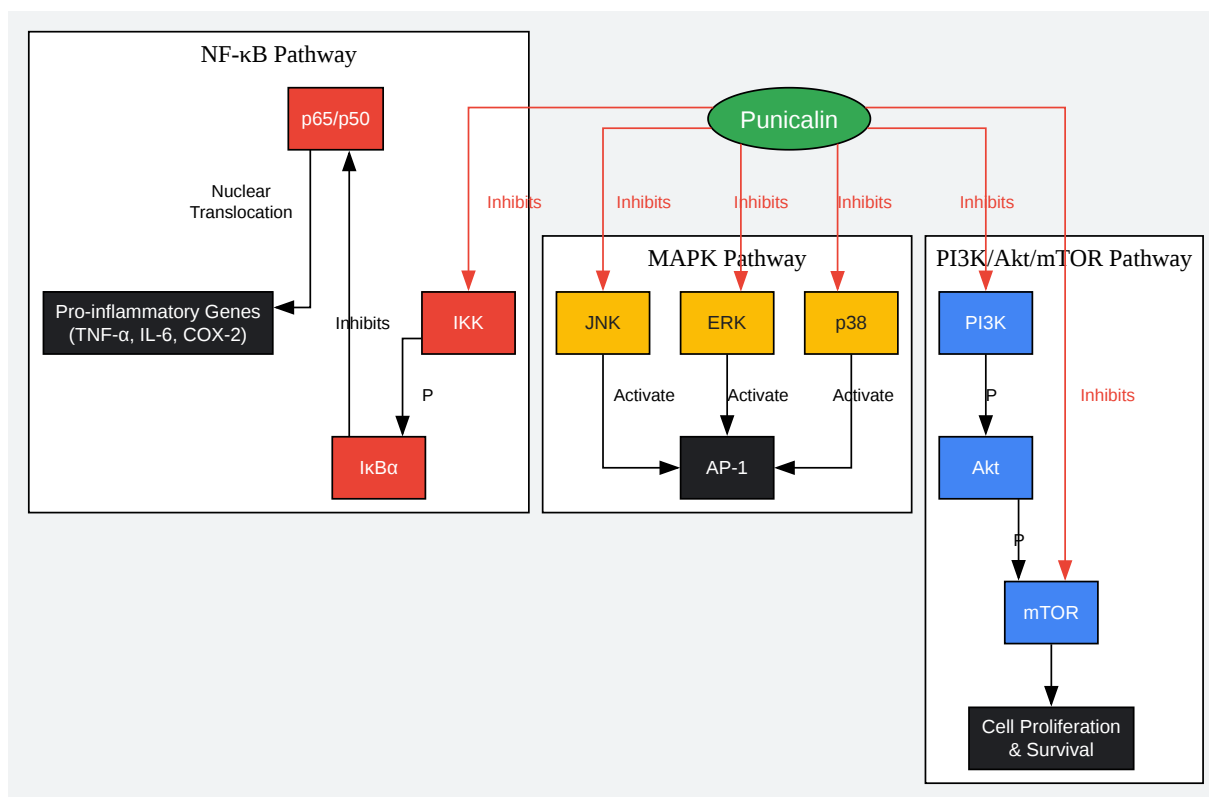 NF-κB Pathway
p65/p50
Punicalin
Nuclear
Translocation
Inhibits
Inhibits
Inhibits
Inhibits
Inhibits
MAPK Pathway
PI3K/Akt/mTOR Pathway
Pro-inflammatory Genes
(TNF-α, IL-6, COX-2)
Inhibits
IKK
JNK
ERK
p38
PI3K
P
Activate
Activate
Activate
P
Inhibits
IκBα
AP-1
Akt
P
mTOR
Cell Proliferation
& Survival